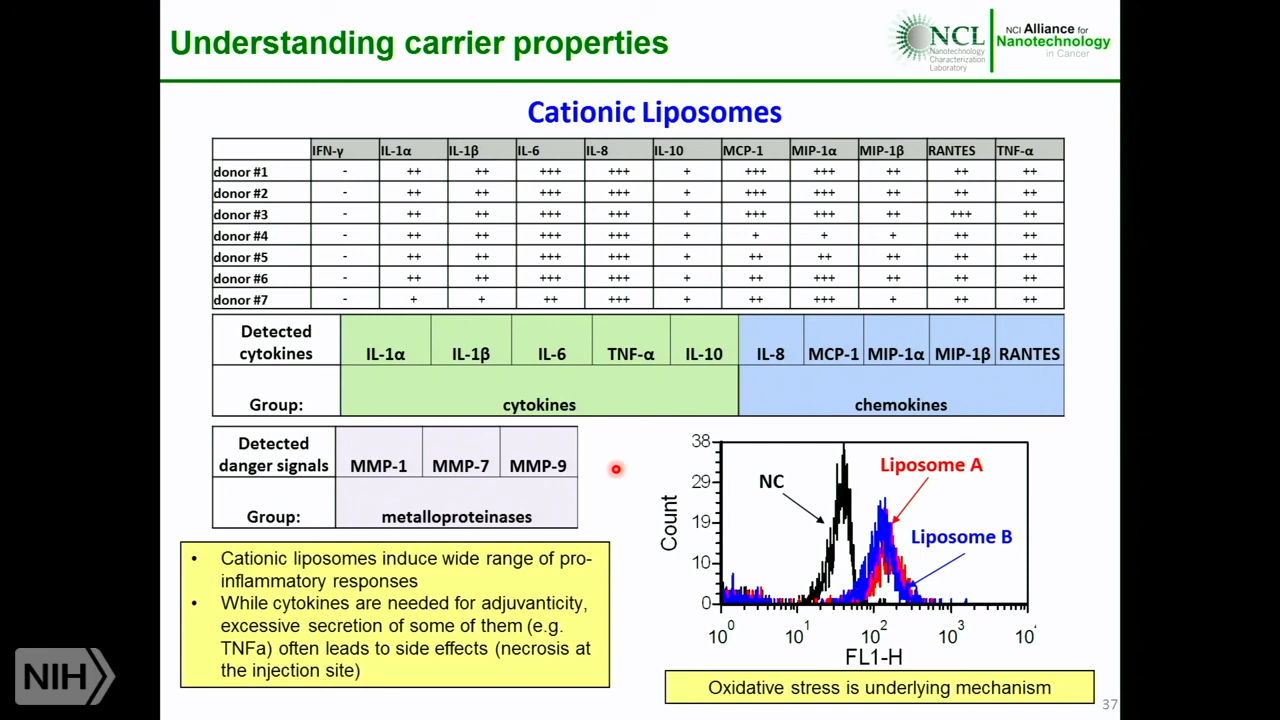 Understanding carrier properties
NCL
Nanotechnology
Characterization
Laboratory
NCI Alliance for
Nanotechnology
in Cancer
Cationic Liposomes
IFN-γ IL-1α IL-1β IL-6 IL-8 IL-10 MCP-1 MIP-1α MIP-1β RANTES TNF-α
donor #1 - ++ ++ +++ +++ + +++ +++ ++ ++ ++
donor #2 - ++ ++ +++ +++ + +++ +++ ++ ++ ++
donor #3 - ++ ++ +++ +++ + +++ +++ ++ +++ ++
donor #4 - ++ ++ +++ +++ + + + + ++ ++
donor #5 - ++ ++ +++ +++ + ++ ++ ++ ++ ++
donor #6 - ++ ++ +++ +++ + ++ +++ ++ ++ ++
donor #7 - + + ++ +++ + ++ +++ + ++ ++
Detected
cytokines IL-1α IL-1β IL-6 TNF-α IL-10 IL-8 MCP-1 MIP-1α MIP-1β RANTES
Group: cytokines chemokines
Detected
danger signals MMP-1 MMP-7 MMP-9
Group: metalloproteinases
• Cationic liposomes induce wide range of pro-
inflammatory responses
• While cytokines are needed for adjuvanticity,
excessive secretion of some of them (e.g.
TNFa) often leads to side effects (necrosis at
the injection site)
38
29
19
10
0
Count
NC
Liposome A
Liposome B
10⁰ 10¹ 10² 10³ 10
FL1-H
Oxidative stress is underlying mechanism
NIH
37